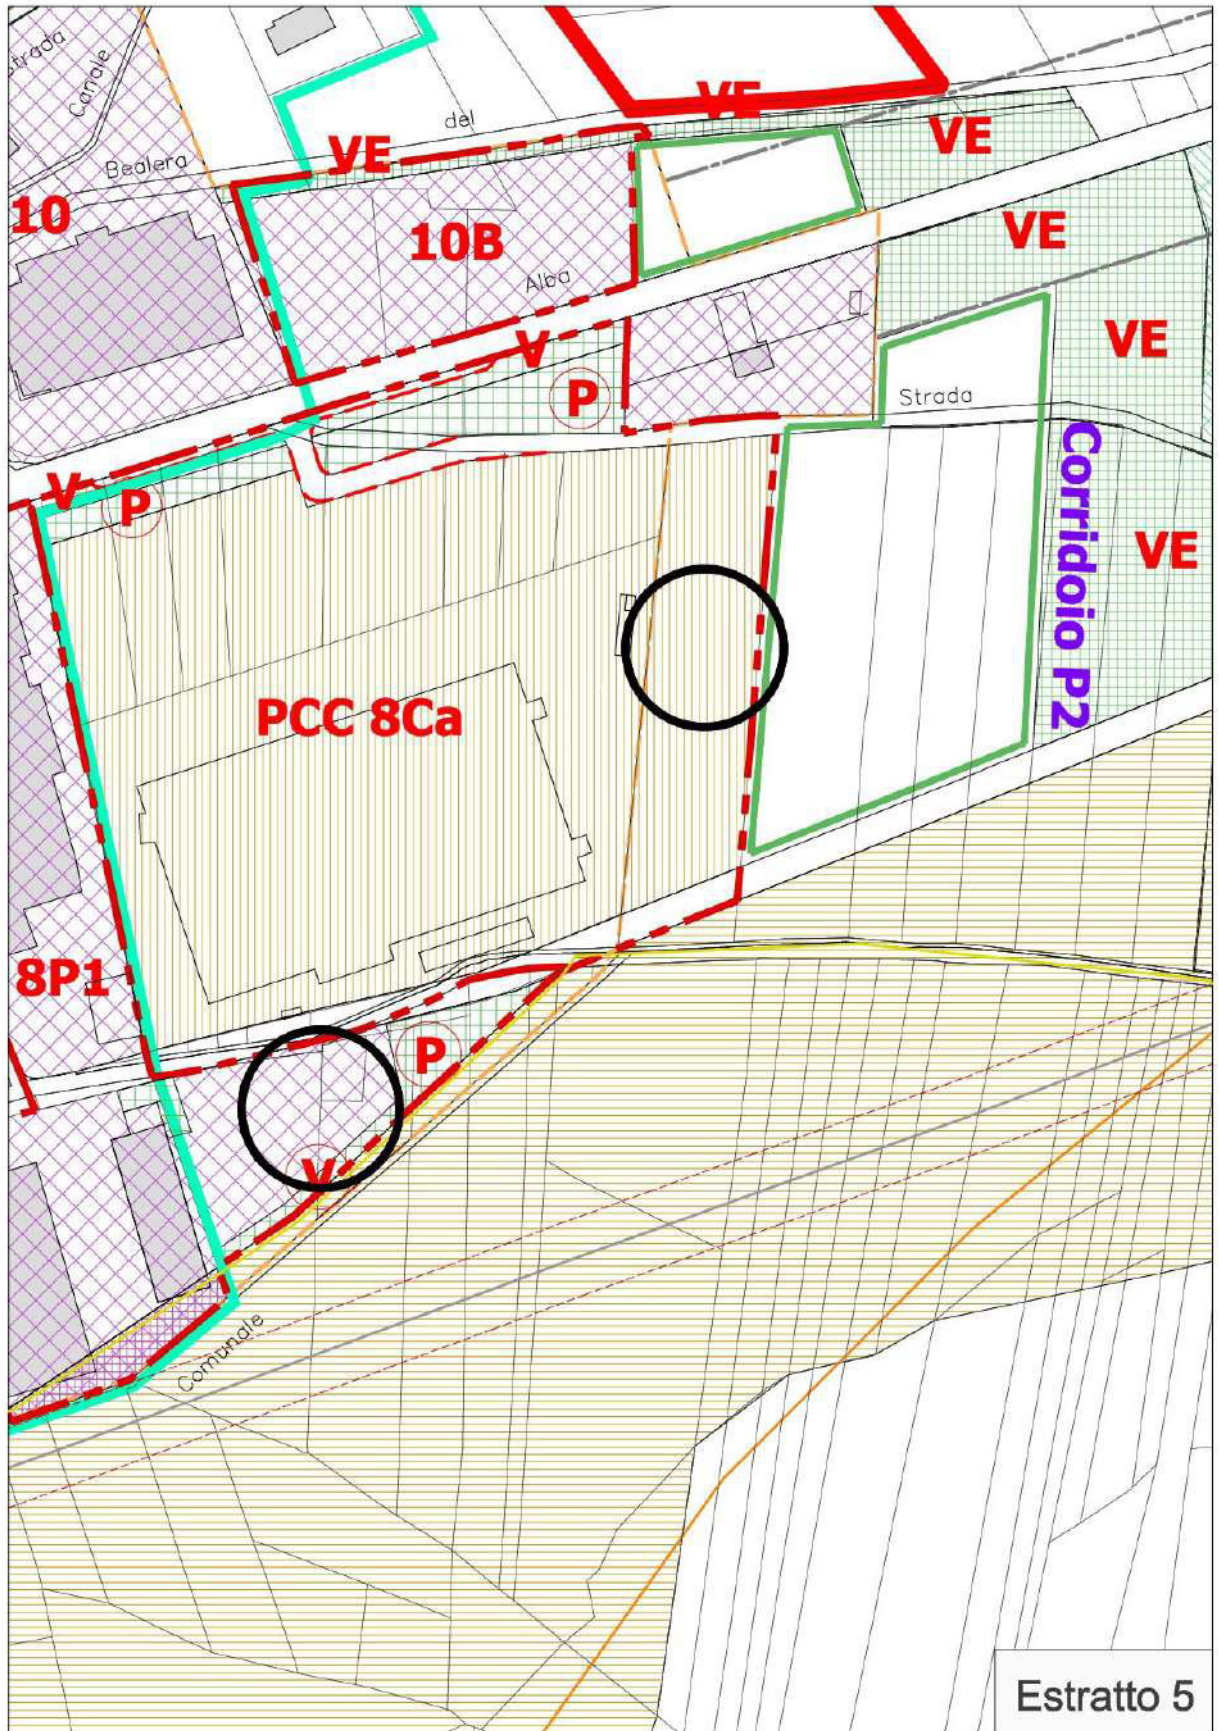 strada
Canale
del
VE
VE
VE
Bealera
10
10B
VE
Alba
VE
V
P
Strada
V
P
Corridoio P2
VE
PCC 8Ca
8P1
P
V
Comunale
Estratto 5